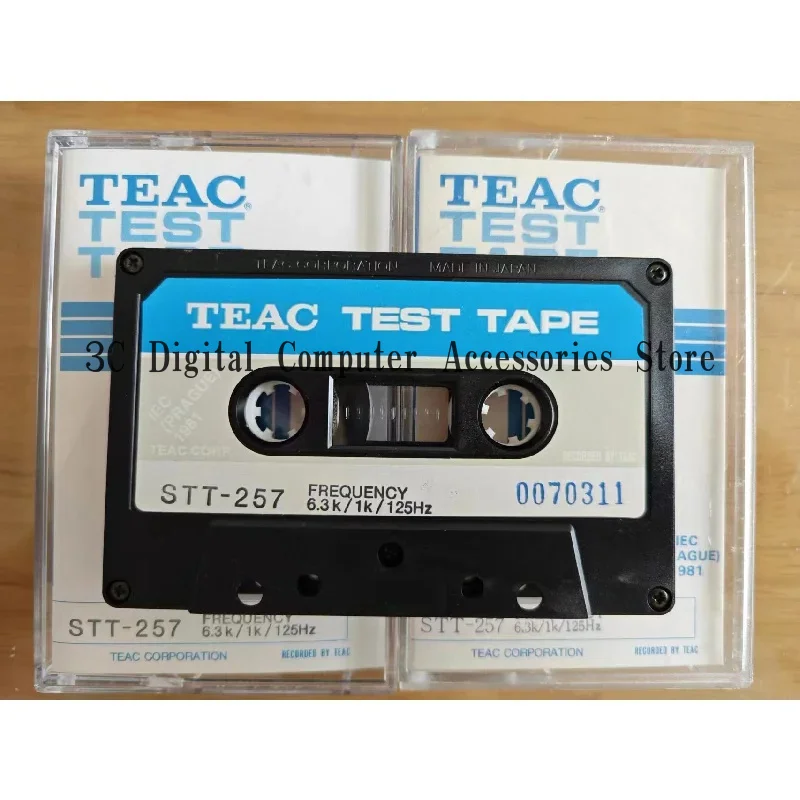 TEAC®
TEST
TEAC®
TEST
TEAC CORPORATION MADE IN JAPAN
TEAC TEST TAPE
3C Digital Computer Accessories Store
IEC
(PRAGUE)
1981
TEAC CORP.
RECORDED BY TEAC
STT-257 FREQUENCY
6.3k/1k/125Hz
0070311
IEC
981
STT-257 FREQUENCY
6.3k/1k/125Hz
TEAC CORPORATION RECORDED BY TEAC
STT-257 6.3k/1k/125Hz
TEAC CORPORATION RECORDED BY TEAC